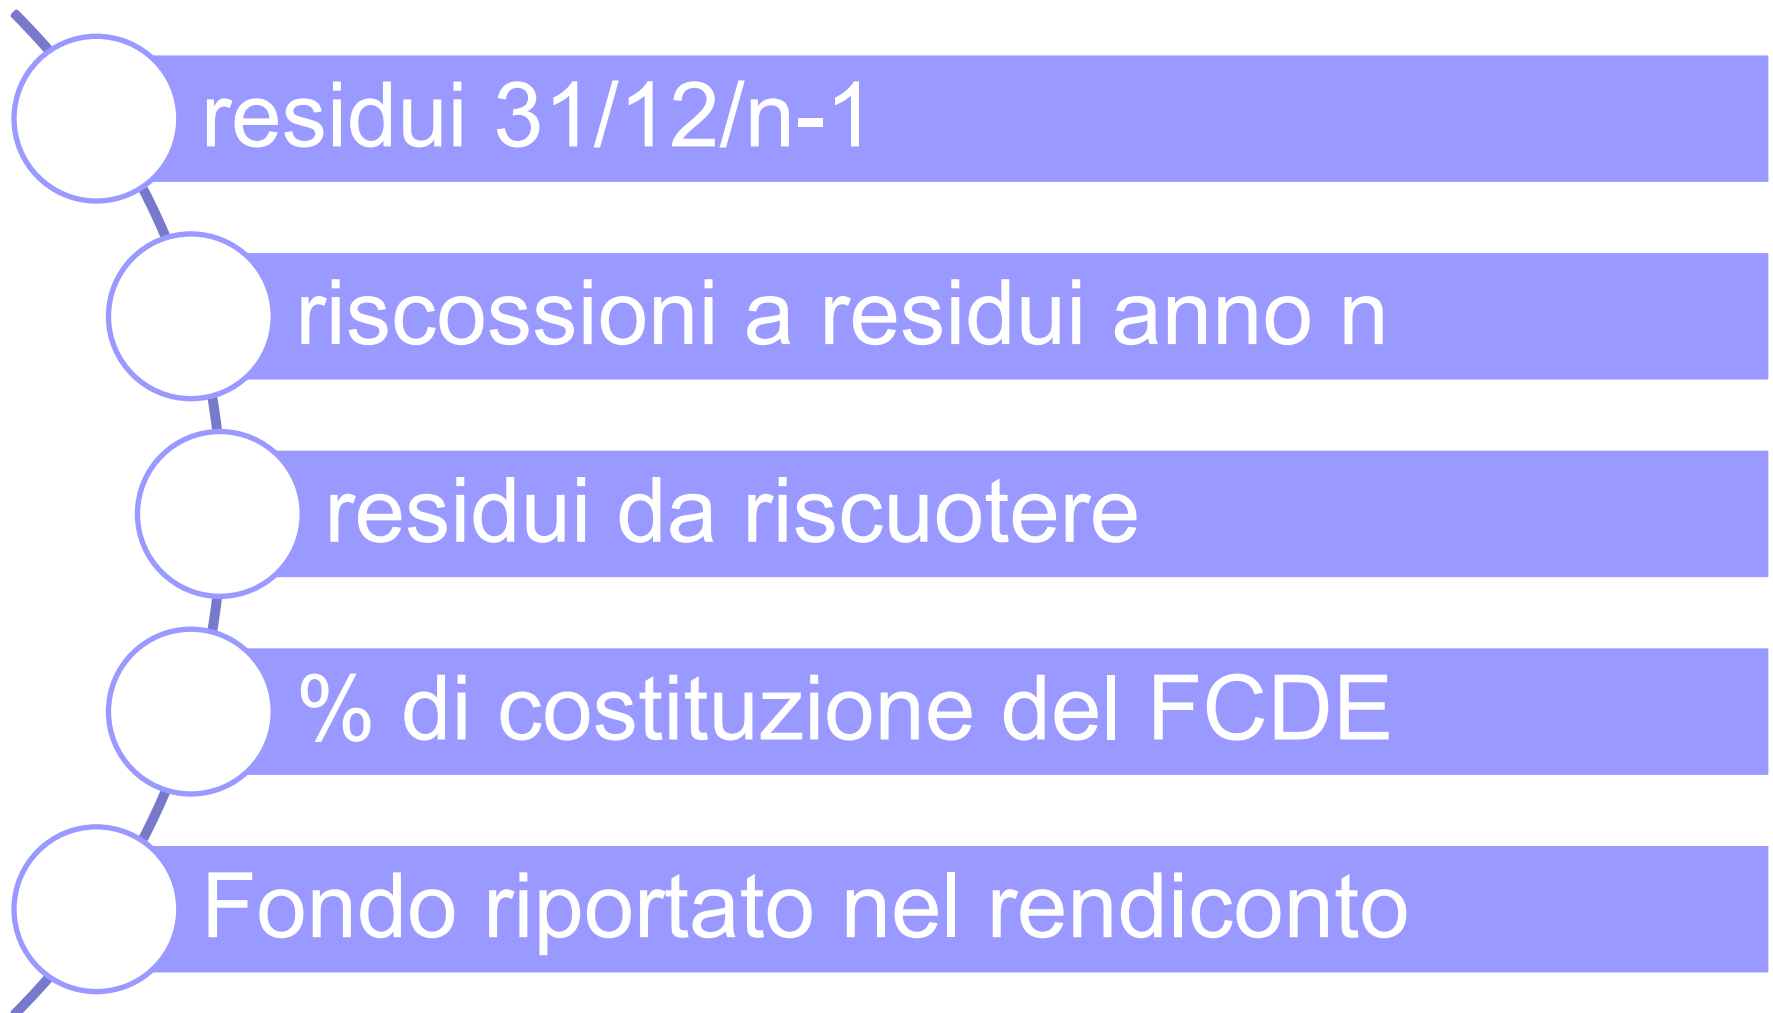 residui 31/12/n-1
riscossioni a residui anno n
residui da riscuotere
% di costituzione del FCDE
Fondo riportato nel rendiconto